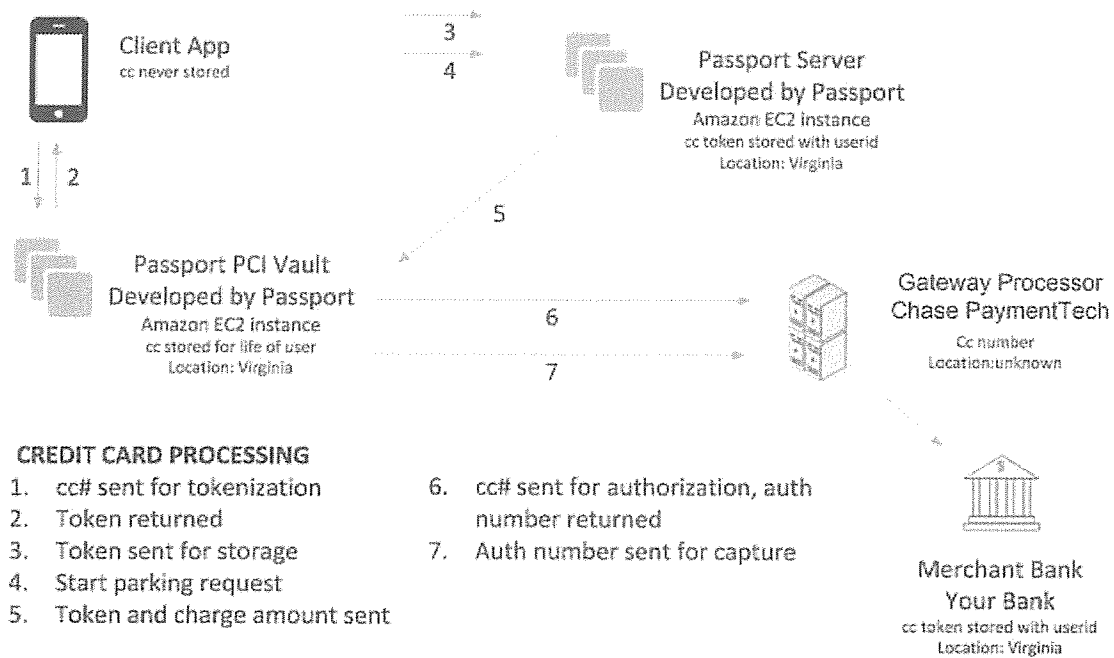 Client App
cc never stored
3
4
Passport Server
Developed by Passport
Amazon EC2 instance
cc token stored with userid
Location: Virginia
1
2
5
Passport PCI Vault
Developed by Passport
Amazon EC2 instance
cc stored for life of user
Location: Virginia
6
7
Gateway Processor
Chase PaymentTech
Cc number
Location:unknown
CREDIT CARD PROCESSING
1. cc# sent for tokenization
2. Token returned
3. Token sent for storage
4. Start parking request
5. Token and charge amount sent
6. cc# sent for authorization, auth
number returned
7. Auth number sent for capture
$
Merchant Bank
Your Bank
cc token stored with userid
Location: Virginia